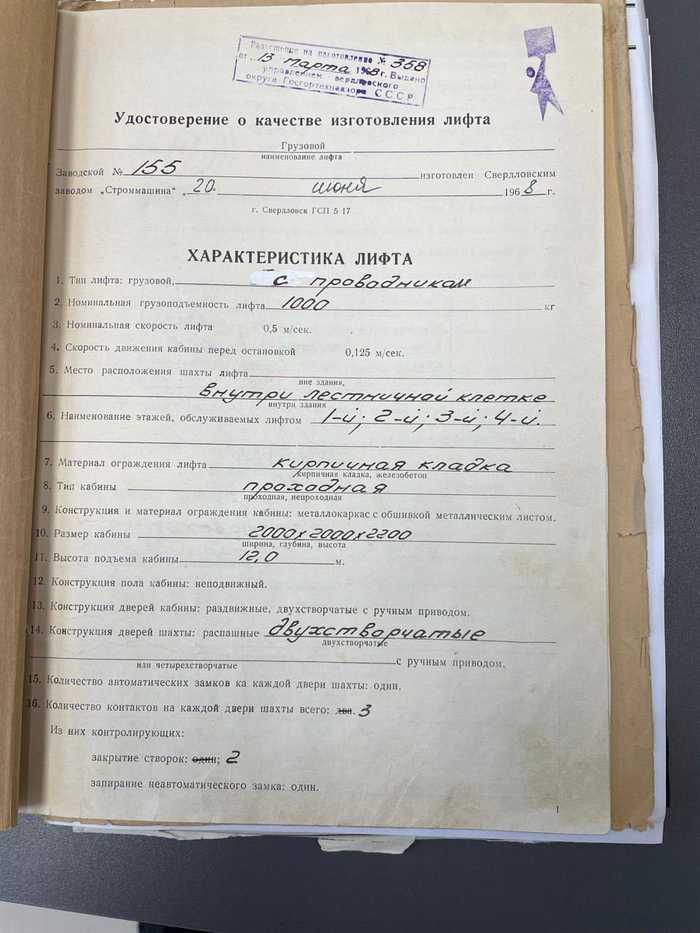 Разрешение на изготовление № 358
от „13 марта 1968 г. Выдано
управлением Свердловского
округа Госгортехнадзора СССР
Удостоверение о качестве изготовления лифта
Грузовой
наименование лифта
Заводской № 155 изготовлен Свердловским
заводом „Строммашина" „20. июня 1968 г.
г. Свердловск ГСП 5 17
ХАРАКТЕРИСТИКА ЛИФТА
1. Тип лифта: грузовой, с проводником
2. Номинальная грузоподъемность лифта 1000 кг
3. Номинальная скорость лифта 0,5 м/сек.
4. Скорость движения кабины перед остановкой 0,125 м/сек.
5. Место расположения шахты лифта
вне здания,
внутри лестничной клетке
внутри здания
6. Наименование этажей, обслуживаемых лифтом 1-й; 2-й; 3-й; 4-й.
7. Материал ограждения лифта кирпичная кладка
кирпичная кладка, железобетон
8. Тип кабины проходная
проходная, непроходная
9. Конструкция и материал ограждения кабины: металлокаркас с обшивкой металлическим листом.
10. Размер кабины 2000х2000х2200
ширина, глубина, высота
11. Высота подъема кабины 12,0 м.
12. Конструкция пола кабины: неподвижный.
13. Конструкция дверей кабины: раздвижные, двухстворчатые с ручным приводом.
14. Конструкция дверей шахты: распашные двухстворчатые
двухстворчатые
или четырехстворчатые с ручным приводом.
15. Количество автоматических замков ка каждой двери шахты: один.
16. Количество контактов на каждой двери шахты всего: два. 3
Из них контролирующих:
закрытие створок: один; 2
запирание неавтоматического замка: один.
1